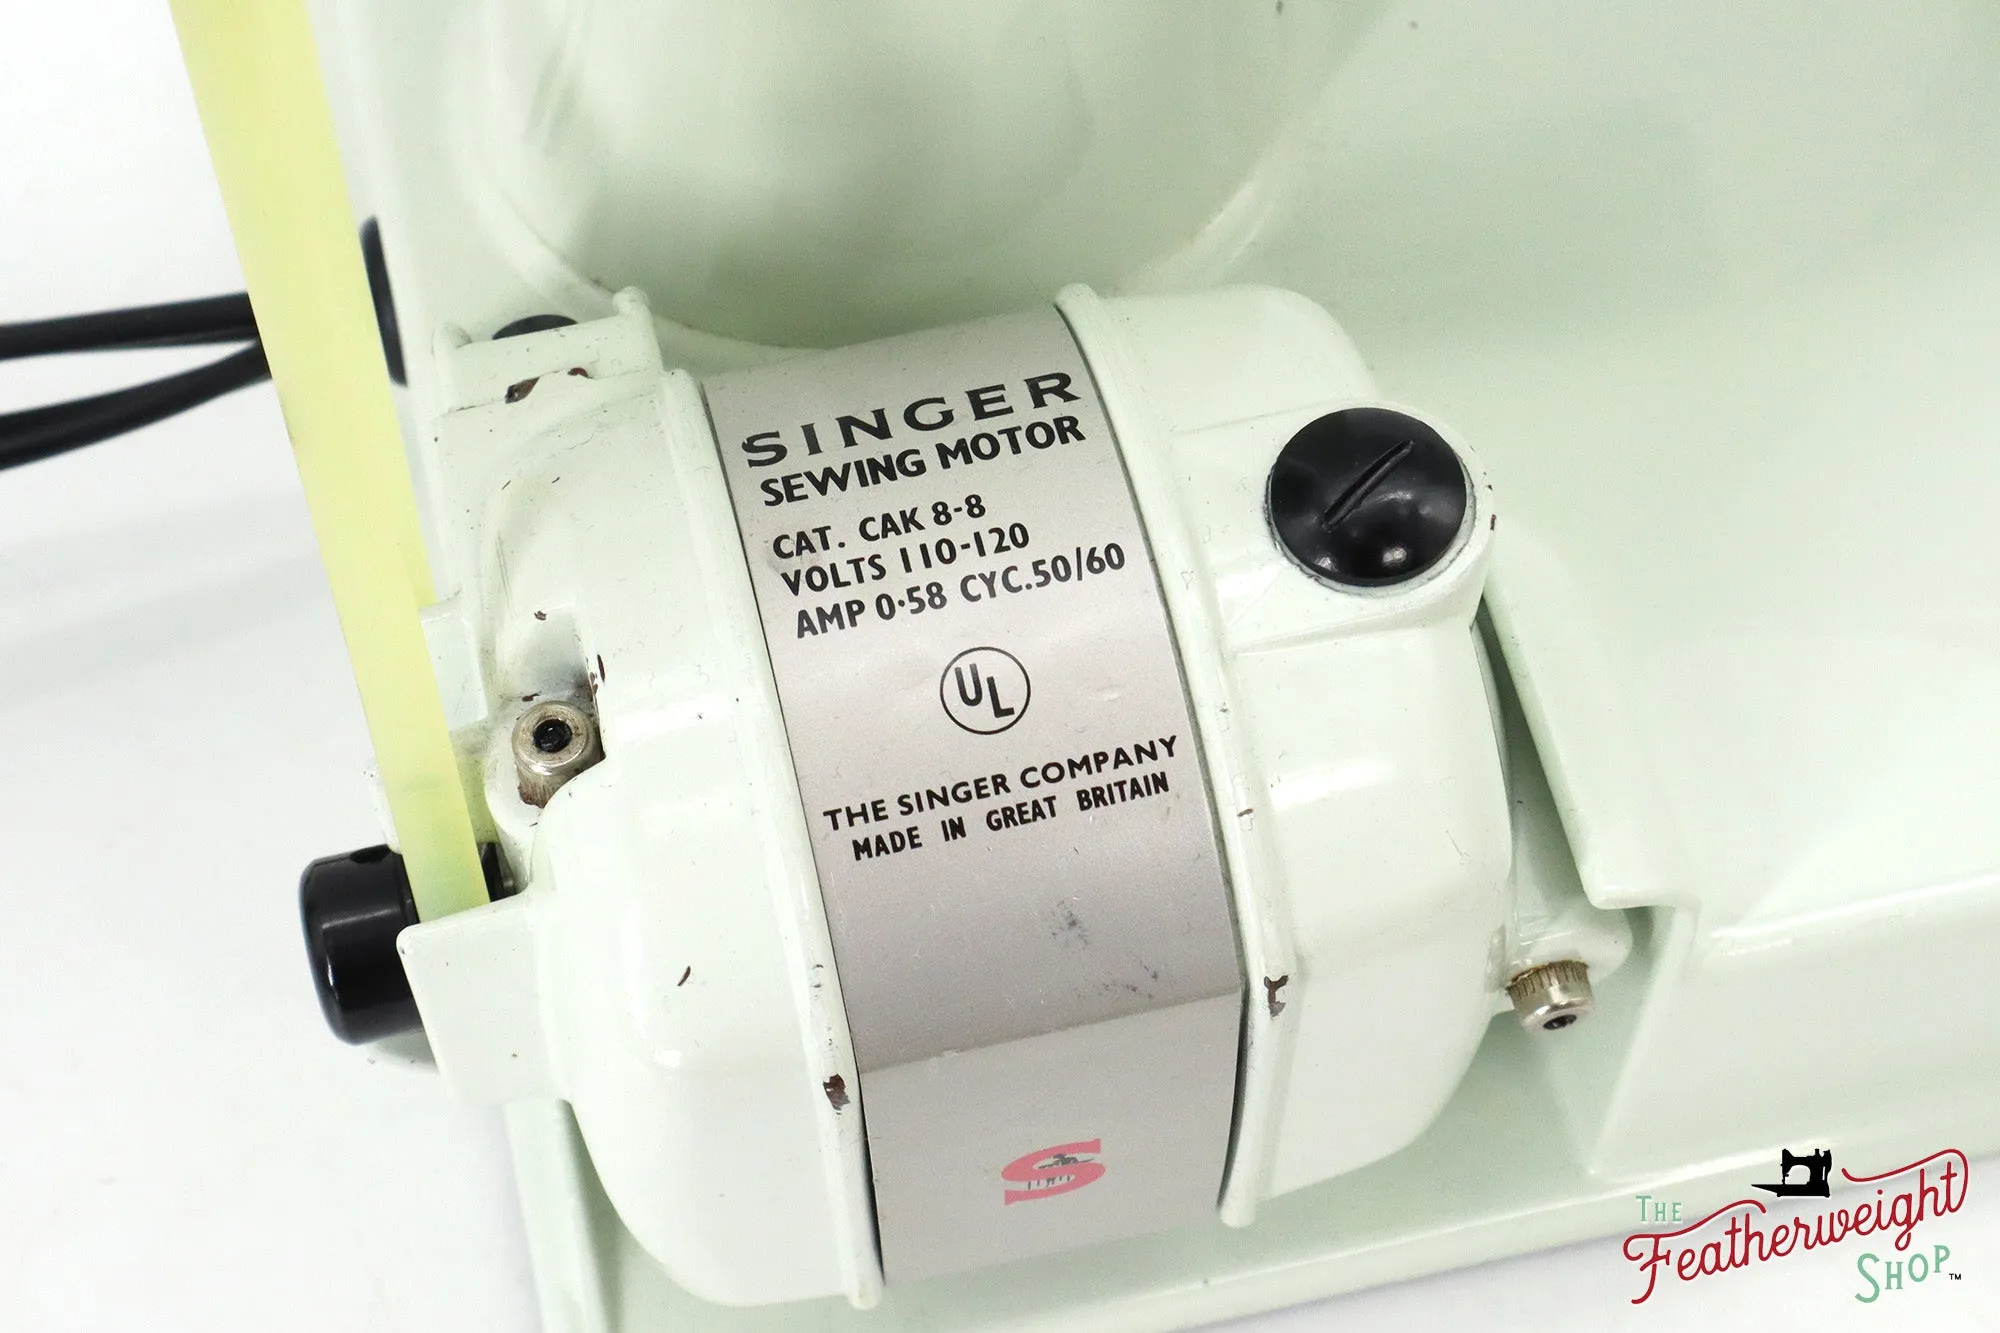 SINGER
SEWING MOTOR
CAT. CAK 8-8
VOLTS 110-120
AMP 0·58 CYC.50/60
UL
THE SINGER COMPANY
MADE IN GREAT BRITAIN
S
THE
Featherweight
SHOP™